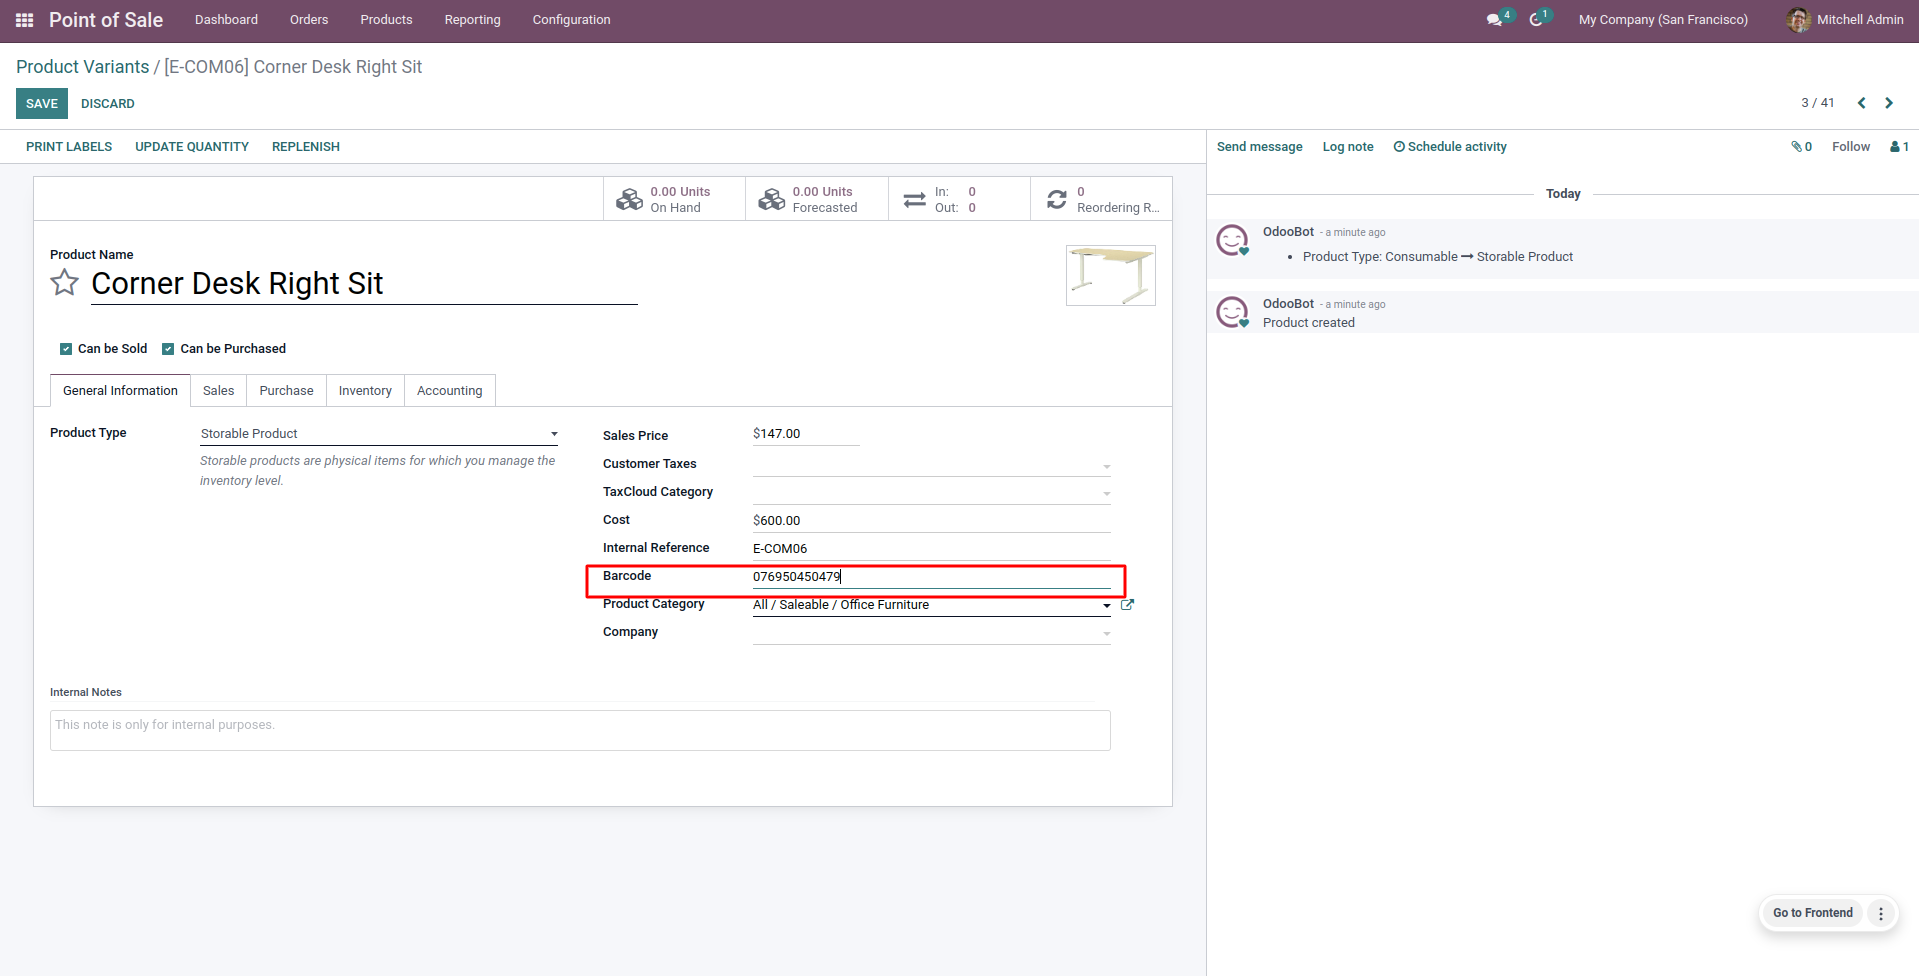 Point of Sale Dashboard Orders Products Reporting Configuration 4 1 My Company (San Francisco) Mitchell Admin
Product Variants / [E-COM06] Corner Desk Right Sit
SAVE DISCARD 3 / 41
PRINT LABELS UPDATE QUANTITY REPLENISH
0.00 Units
On Hand
0.00 Units
Forecasted
In: 0
Out: 0
0
Reordering R...
Product Name
Corner Desk Right Sit
Can be Sold Can be Purchased
General Information Sales Purchase Inventory Accounting
Product Type Storable Product
Storable products are physical items for which you manage the
inventory level.
Sales Price $147.00
Customer Taxes
TaxCloud Category
Cost $600.00
Internal Reference E-COM06
Barcode 076950450479
Product Category All / Saleable / Office Furniture
Company
Internal Notes
This note is only for internal purposes.
Send message Log note Schedule activity 0 Follow 1
Today
OdooBot - a minute ago
• Product Type: Consumable → Storable Product
OdooBot - a minute ago
Product created
Go to Frontend